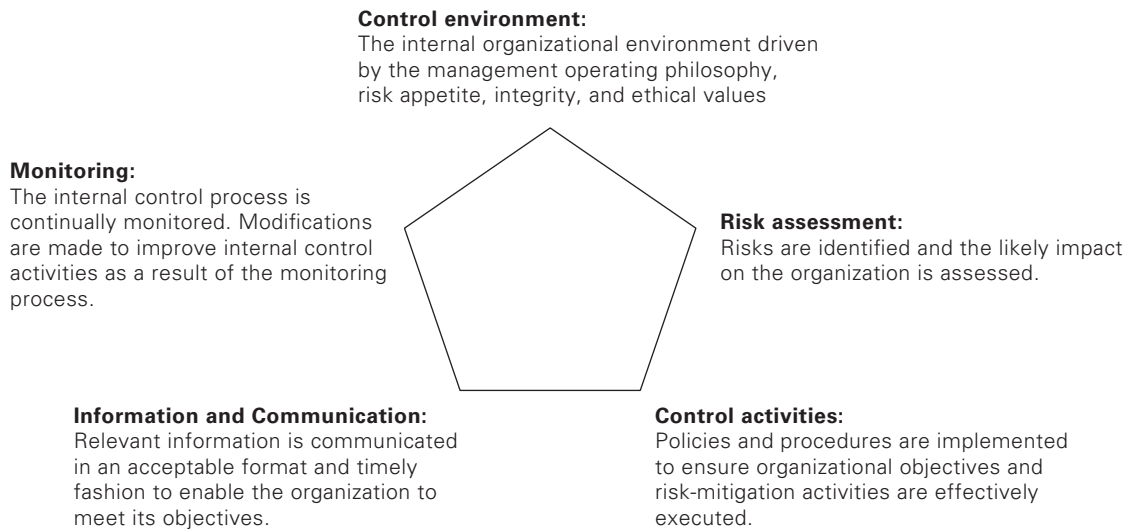 Control environment:
The internal organizational environment driven
by the management operating philosophy,
risk appetite, integrity, and ethical values
Monitoring:
The internal control process is
continually monitored. Modifications
are made to improve internal control
activities as a result of the monitoring
process.
Risk assessment:
Risks are identified and the likely impact
on the organization is assessed.
Information and Communication:
Relevant information is communicated
in an acceptable format and timely
fashion to enable the organization to
meet its objectives.
Control activities:
Policies and procedures are implemented
to ensure organizational objectives and
risk-mitigation activities are effectively
executed.